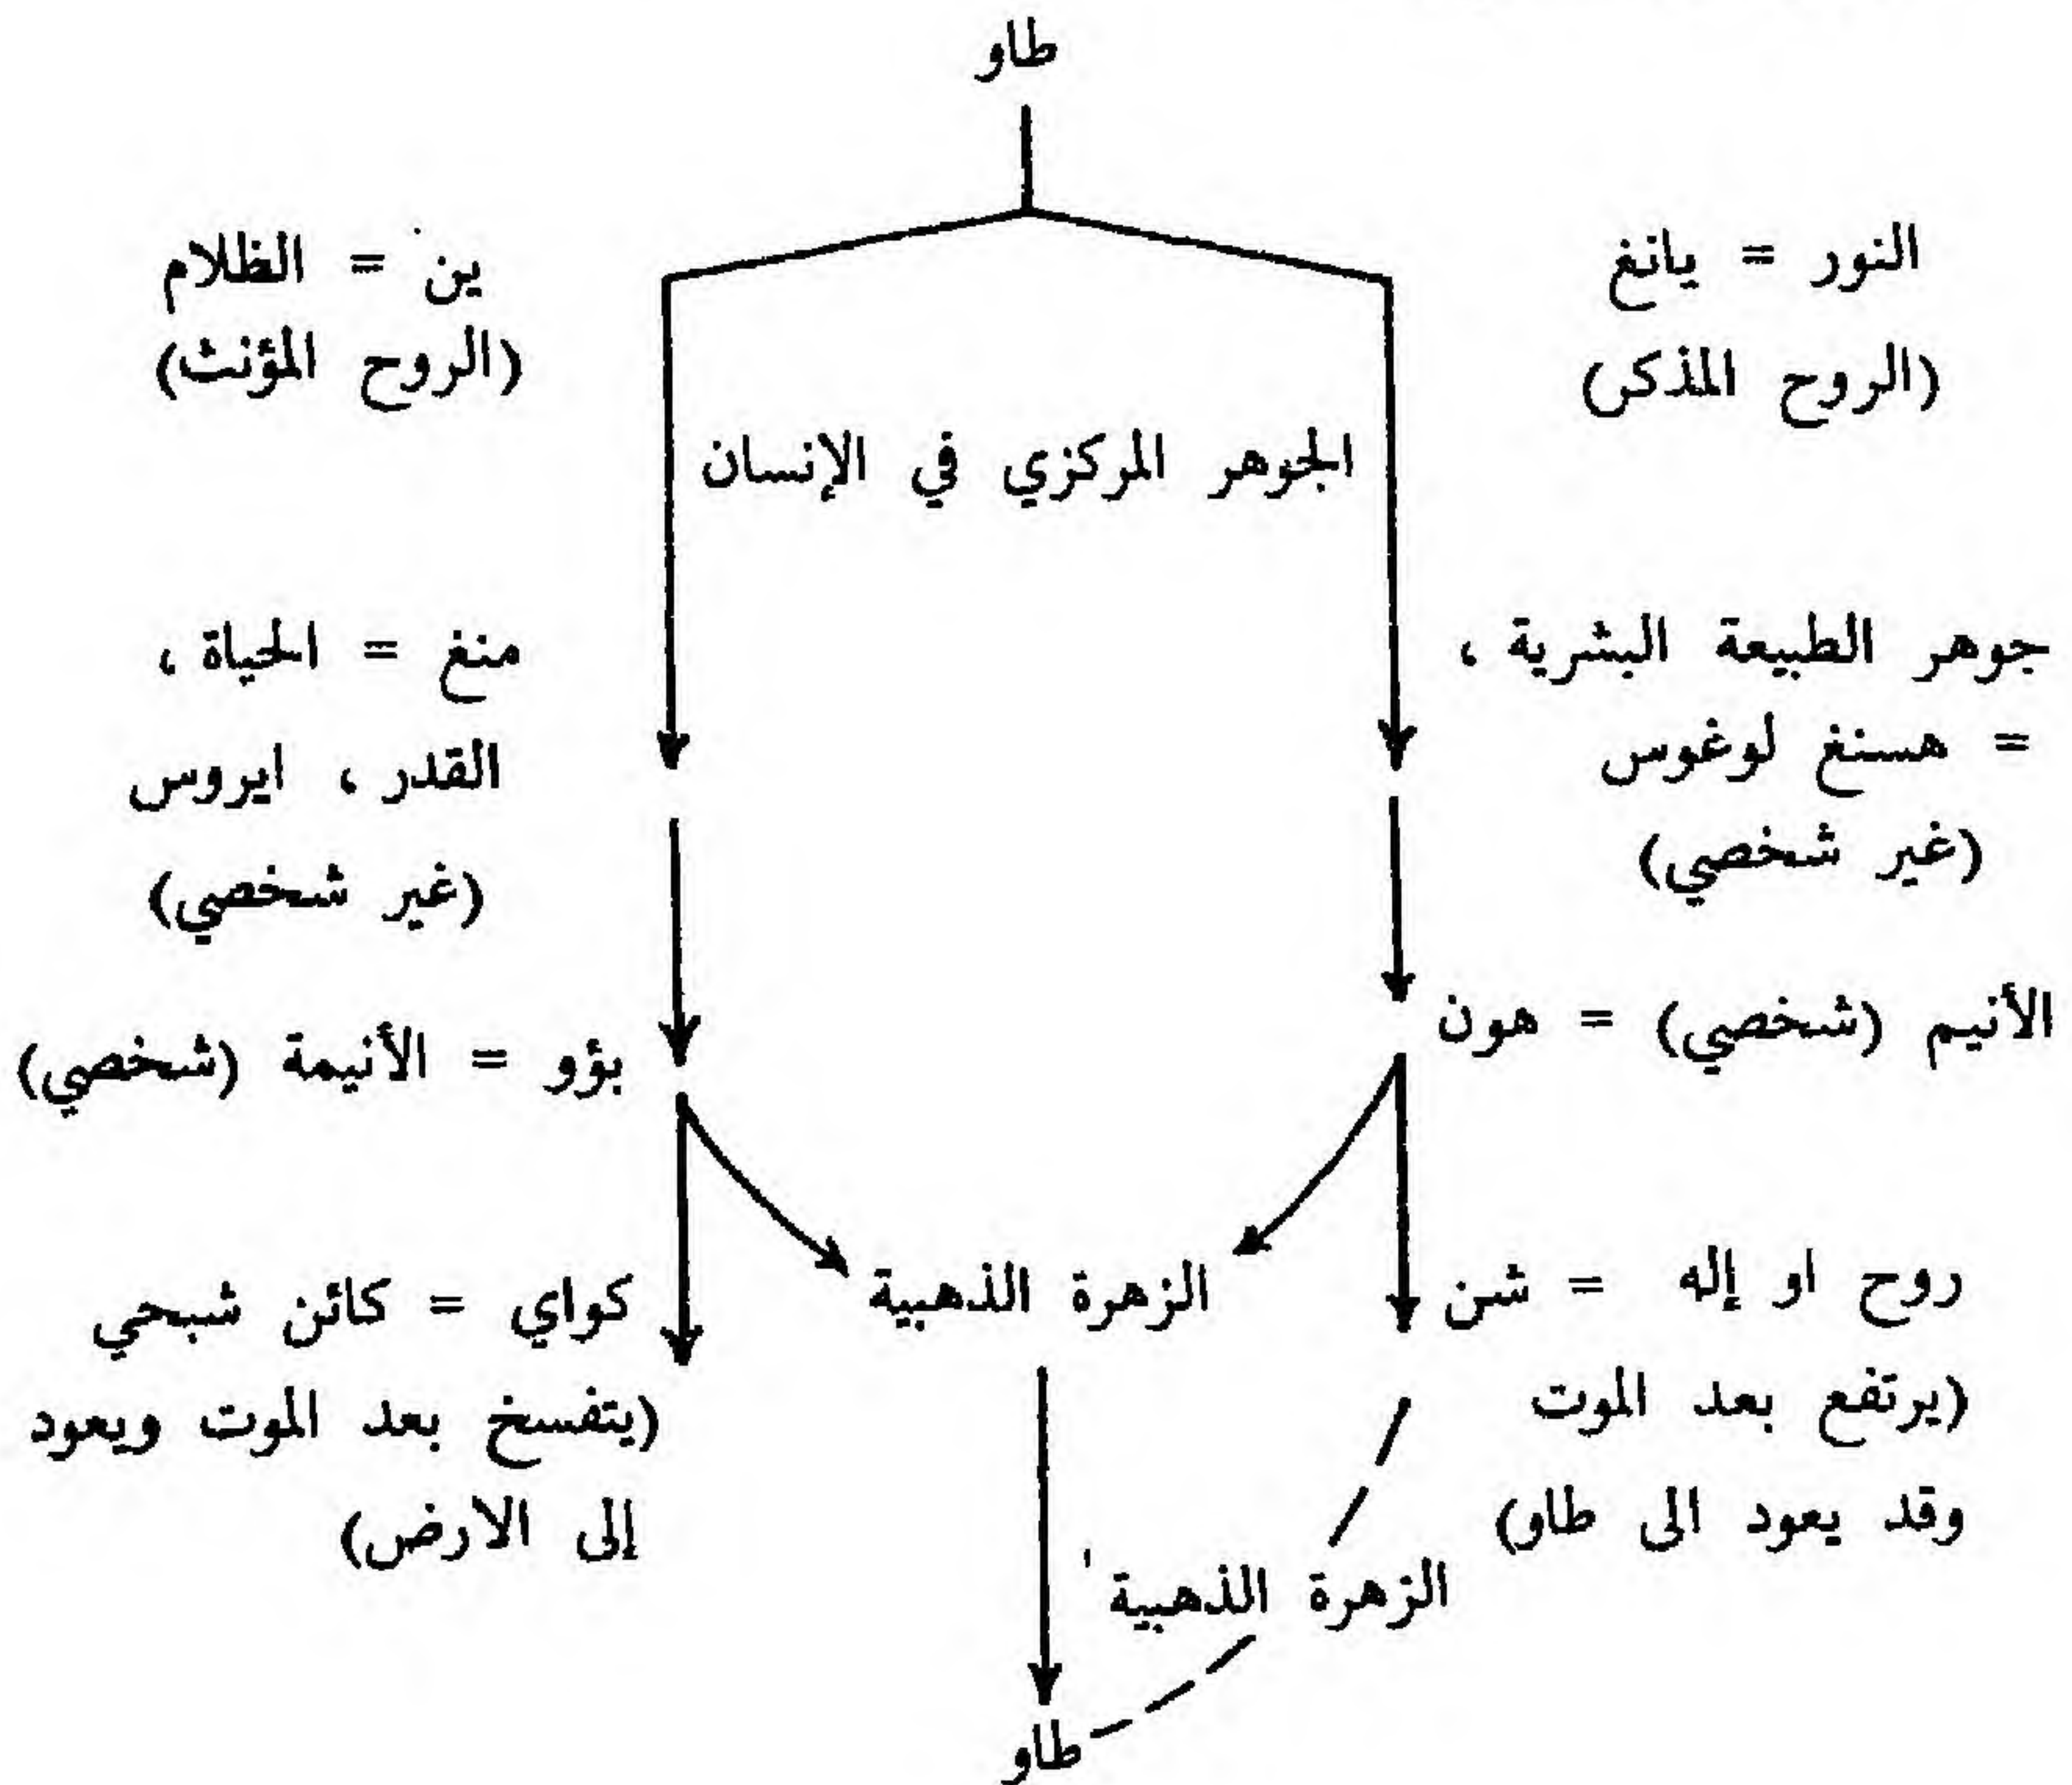 طاو
النور = يانغ
(الروح المذكر)
ين = الظلام
(الروح المؤنث)
الجوهر المركزي في الإنسان
جوهر الطبيعة البشرية ،
= هسنغ لوغوس
(غير شخصي)
منغ = الحياة ،
القدر ، ايروس
(غير شخصي)
الأنيم (شخصي) = هون
بؤو = الأنيمة (شخصي)
روح او إله = شن
(يرتفع بعد الموت
وقد يعود الى طاو)
الزهرة الذهبية
كواي = كائن شبحي
(يتفسخ بعد الموت ويعود
إلى الارض)
الزهرة الذهبية
طاو